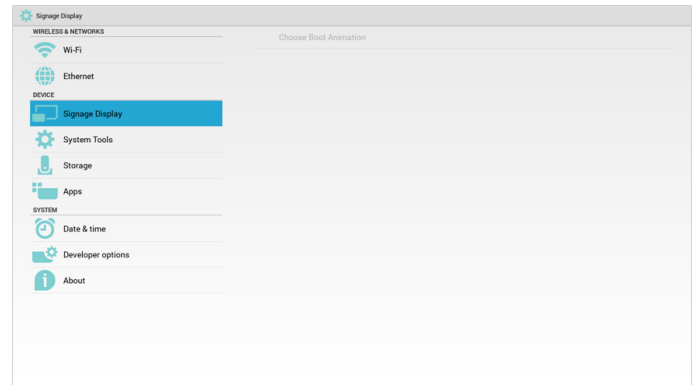 Signage Display
WIRELESS & NETWORKS
Wi-Fi
Ethernet
DEVICE
Signage Display
System Tools
Storage
Apps
SYSTEM
Date & time
Developer options
About
Choose Boot Animation